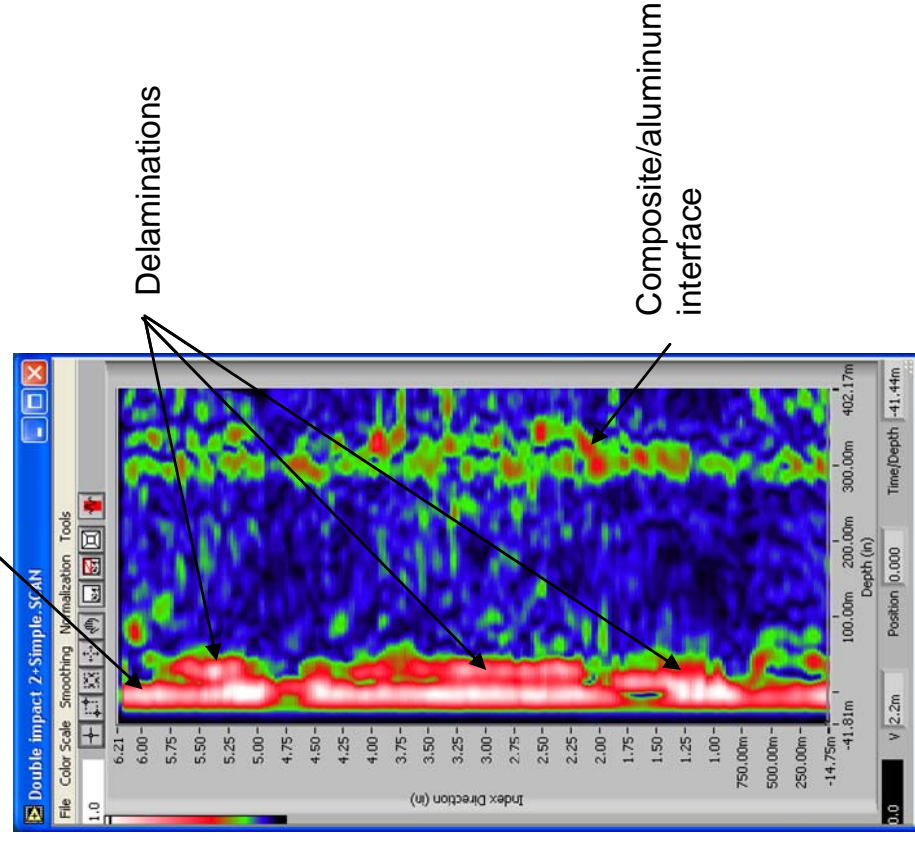 Double impact 2+Simple.SCAN
File Color Scale Smoothing Normalization Tools
1.0
6.21
6.00
5.75
5.50
5.25
5.00
4.75
4.50
4.25
4.00
3.75
3.50
3.25
3.00
2.75
2.50
2.25
2.00
1.75
1.50
1.25
1.00
750.00m
500.00m
250.00m
-14.75m
Index Direction (in)
-41.81m
100.00m
200.00m
300.00m
402.17m
Depth (in)
0.0
V 2.2m
Position 0.000
Time/Depth -41.44m
Delaminations
Composite/aluminum
interface